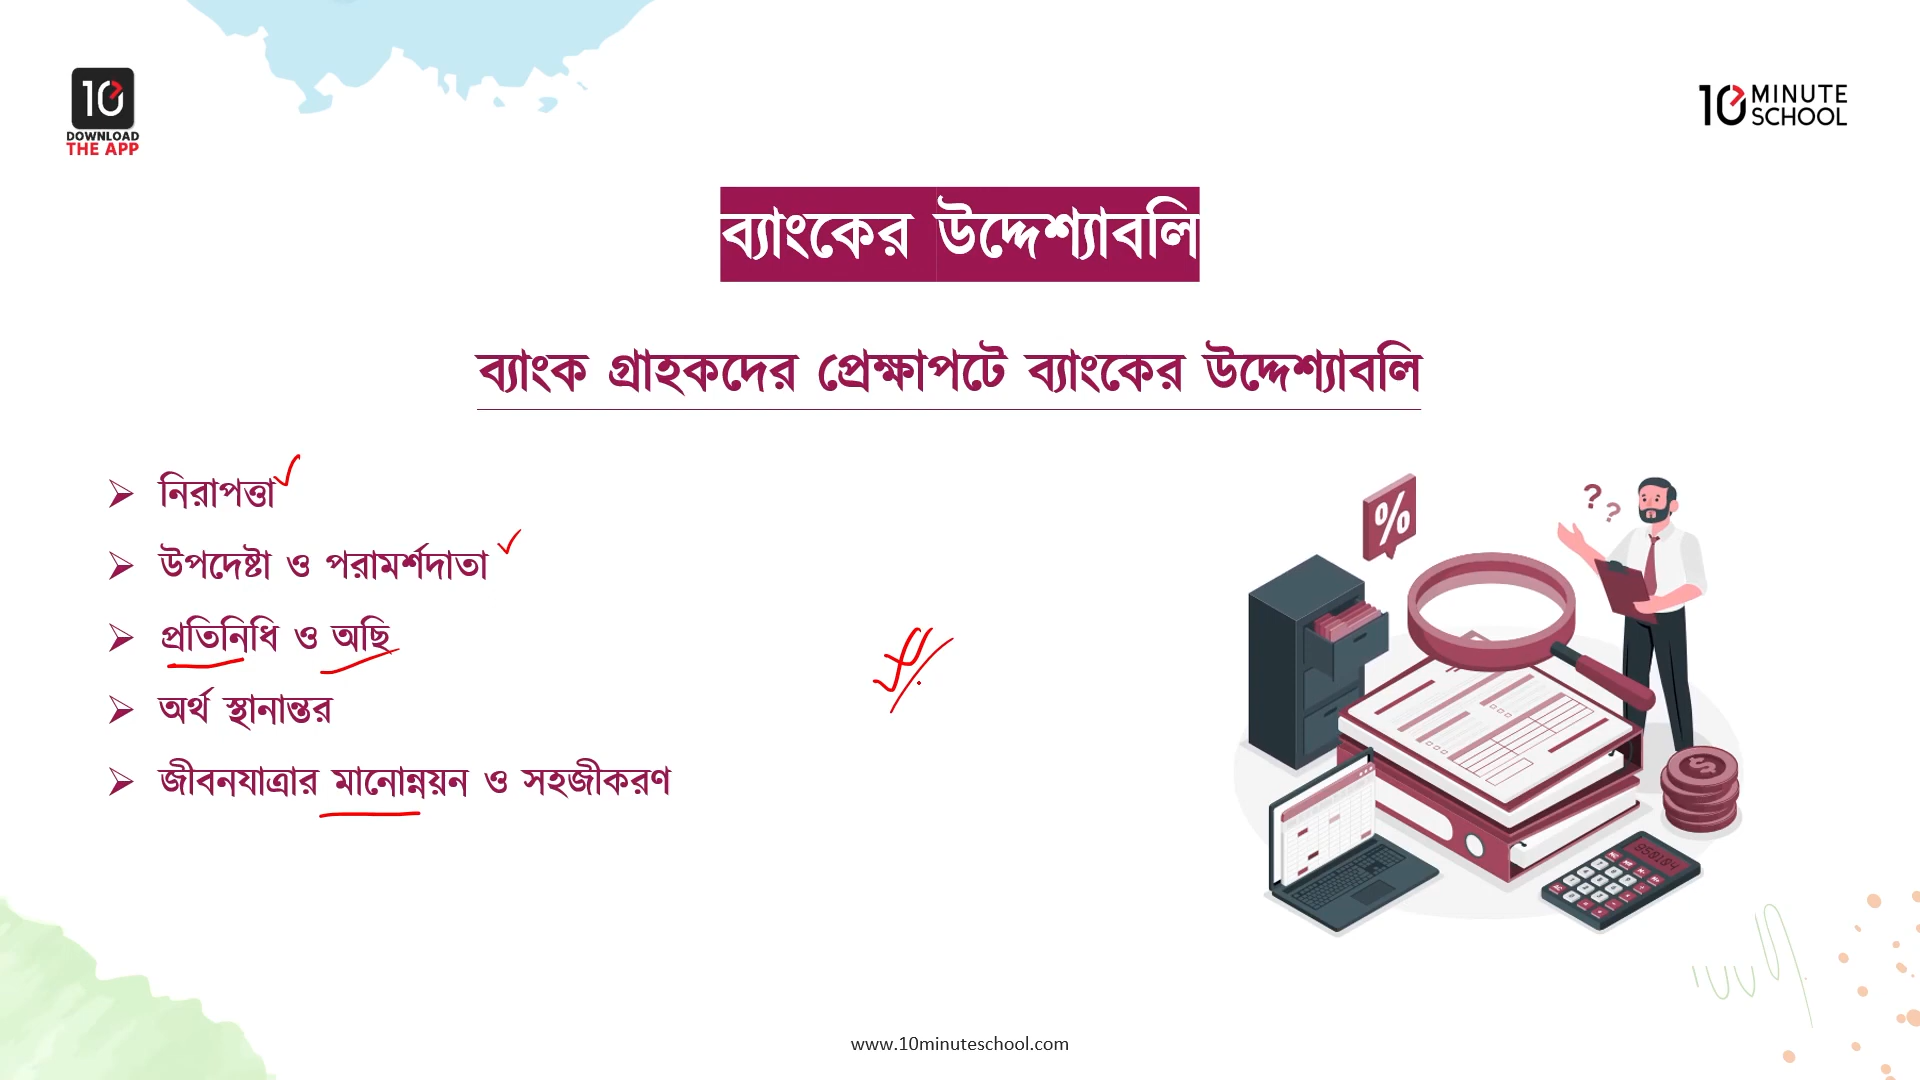 10
DOWNLOAD
THE APP
10 MINUTE
SCHOOL
ব্যাংকের উদ্দেশ্যাবলি
ব্যাংক গ্রাহকদের প্রেক্ষাপটে ব্যাংকের উদ্দেশ্যাবলি
➢ নিরাপত্তা
➢ উপদেষ্টা ও পরামর্শদাতা
➢ প্রতিনিধি ও অছি
➢ অর্থ স্থানান্তর
➢ জীবনযাত্রার মানোন্নয়ন ও সহজীকরণ
%
? ?
$
950104
www.10minuteschool.com